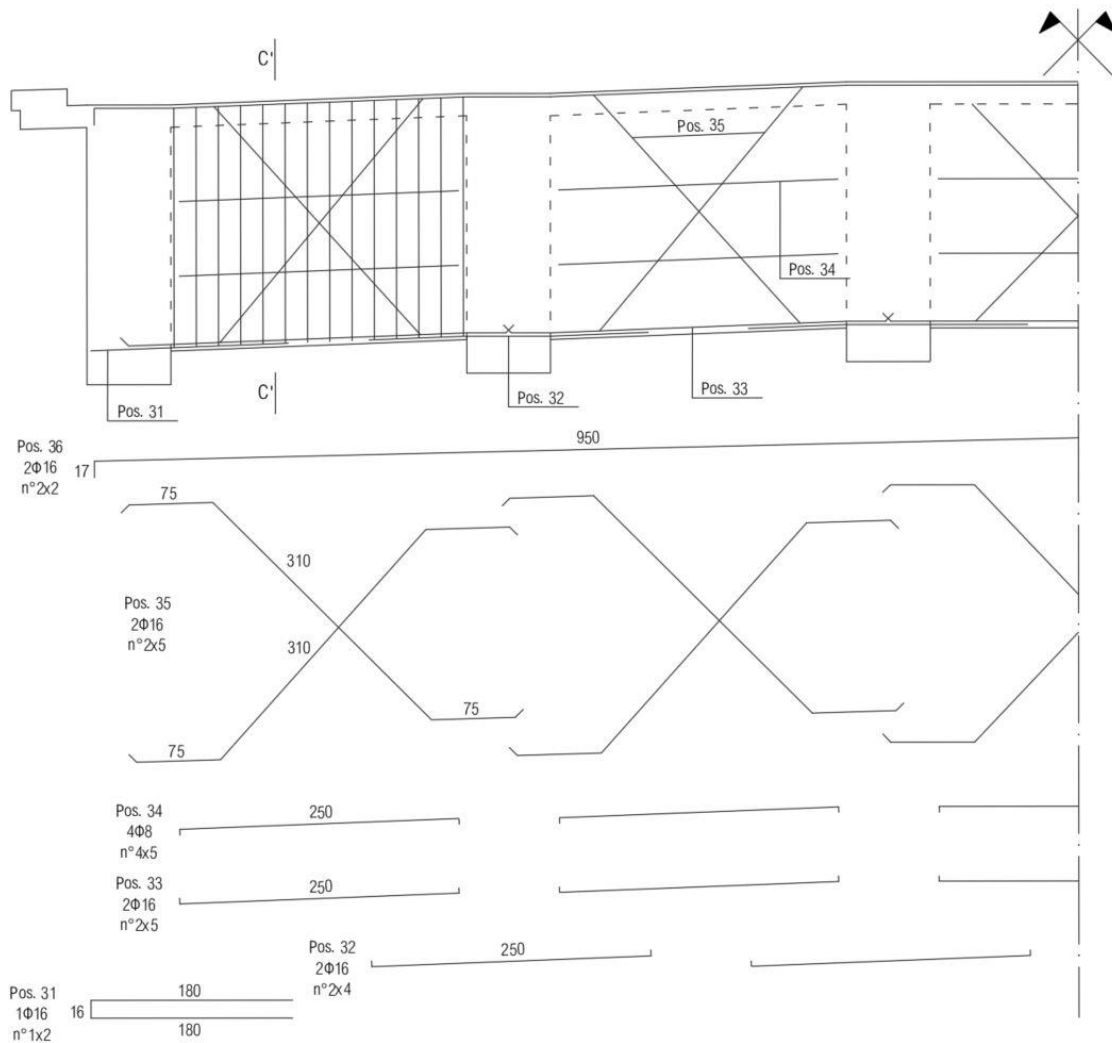 C'
Pos. 35
Pos. 34
C'
Pos. 31
Pos. 32
Pos. 33
Pos. 36
2Φ16
n°2x2
17
950
75
310
Pos. 35
2Φ16
n°2x5
310
75
75
Pos. 34
4Φ8
n°4x5
250
Pos. 33
2Φ16
n°2x5
250
Pos. 32
2Φ16
n°2x4
250
Pos. 31
1Φ16
n°1x2
16
180
180